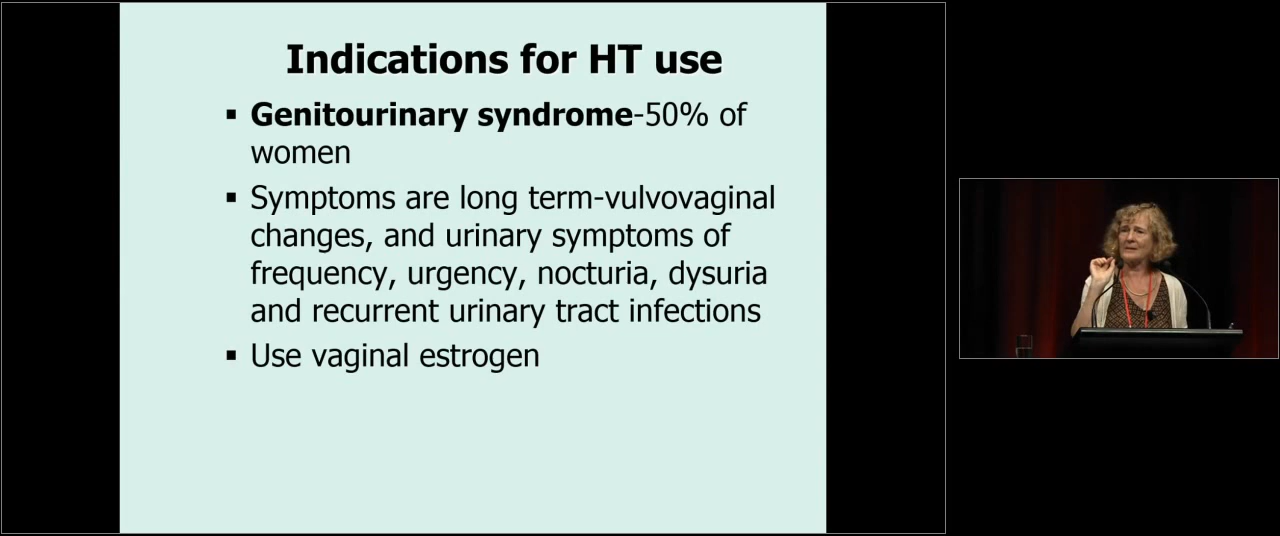 Indications for HT use
▪ Genitourinary syndrome-50% of
women
▪ Symptoms are long term-vulvovaginal
changes, and urinary symptoms of
frequency, urgency, nocturia, dysuria
and recurrent urinary tract infections
▪ Use vaginal estrogen